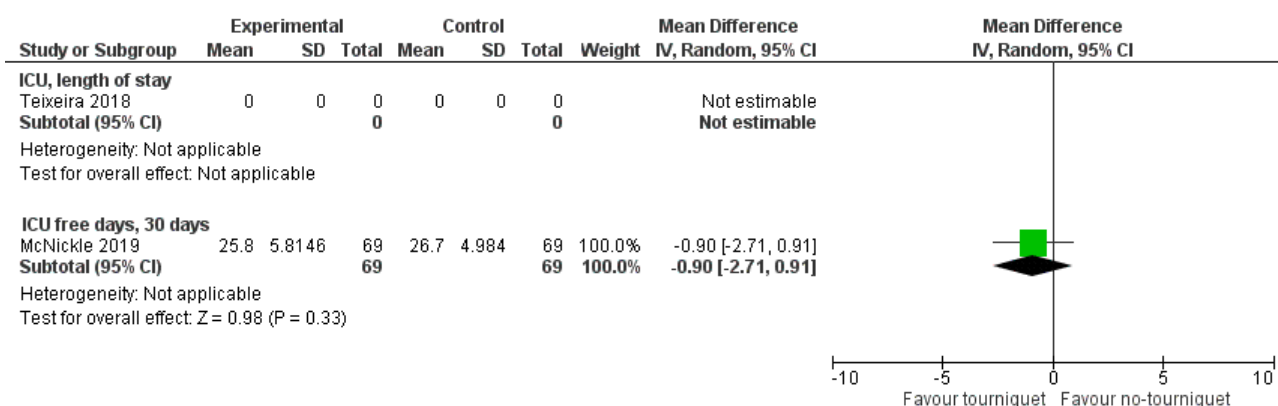 Experimental Control Mean Difference Mean Difference
Study or Subgroup Mean SD Total Mean SD Total Weight IV, Random, 95% CI IV, Random, 95% CI
ICU, length of stay
Teixeira 2018 0 0 0 0 0 0 Not estimable
Subtotal (95% CI) 0 0 Not estimable
Heterogeneity: Not applicable
Test for overall effect: Not applicable
ICU free days, 30 days
McNickle 2019 25.8 5.8146 69 26.7 4.984 69 100.0% -0.90 [-2.71, 0.91]
Subtotal (95% CI) 69 69 100.0% -0.90 [-2.71, 0.91]
Heterogeneity: Not applicable
Test for overall effect: Z = 0.98 (P = 0.33)
-10 -5 0 5 10
Favour tourniquet Favour no-tourniquet